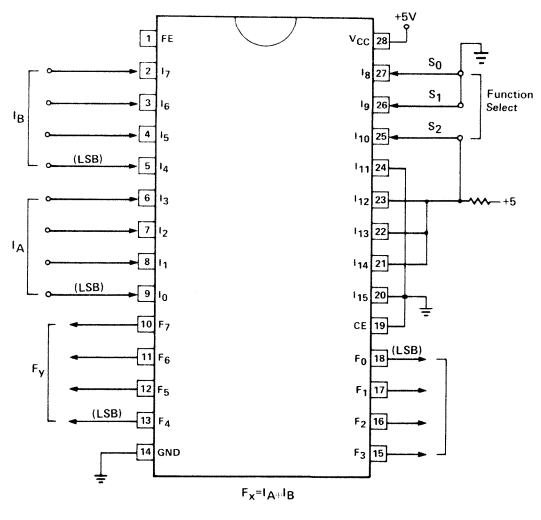 +5V
1 FE
VCC 28
2 I7
I8 27 S0
3 I6
I9 26 S1
Function
Select
IB
4 I5
I10 25 S2
(LSB) 5 I4
I11 24
6 I3
I12 23 +5
7 I2
I13 22
IA
8 I1
I14 21
(LSB) 9 I0
I15 20
10 F7
CE 19
11 F6
F0 18 (LSB)
Fy
12 F5
F1 17
(LSB) 13 F4
F2 16
14 GND
F3 15